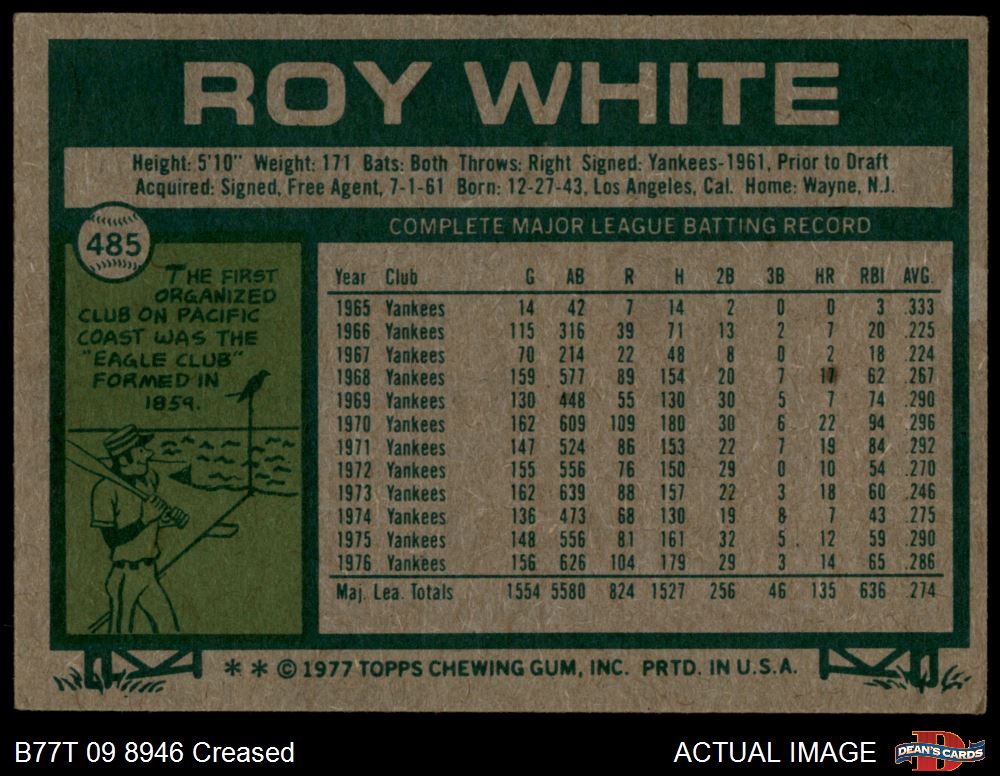 ROY WHITE
Height: 5'10" Weight: 171 Bats: Both Throws: Right Signed: Yankees-1961, Prior to Draft
Acquired: Signed, Free Agent, 7-1-61 Born: 12-27-43, Los Angeles, Cal. Home: Wayne, N.J.
485
THE FIRST
ORGANIZED
CLUB ON PACIFIC
COAST WAS THE
"EAGLE CLUB"
FORMED IN
1859.
COMPLETE MAJOR LEAGUE BATTING RECORD
Year Club G AB R H 2B 3B HR RBI AVG.
1965 Yankees 14 42 7 14 2 0 0 3 .333
1966 Yankees 115 316 39 71 13 2 7 20 .225
1967 Yankees 70 214 22 48 8 0 2 18 .224
1968 Yankees 159 577 89 154 20 7 17 62 .267
1969 Yankees 130 448 55 130 30 5 7 74 .290
1970 Yankees 162 609 109 180 30 6 22 94 .296
1971 Yankees 147 524 86 153 22 7 19 84 .292
1972 Yankees 155 556 76 150 29 0 10 54 .270
1973 Yankees 162 639 88 157 22 3 18 60 .246
1974 Yankees 136 473 68 130 19 8 7 43 .275
1975 Yankees 148 556 81 161 32 5 12 59 .290
1976 Yankees 156 626 104 179 29 3 14 65 .286
Maj. Lea. Totals 1554 5580 824 1527 256 46 135 636 .274
** © 1977 TOPPS CHEWING GUM, INC. PRTD. IN U.S.A.
B77T 09 8946 Creased
ACTUAL IMAGE
D
DEAN'S CARDS